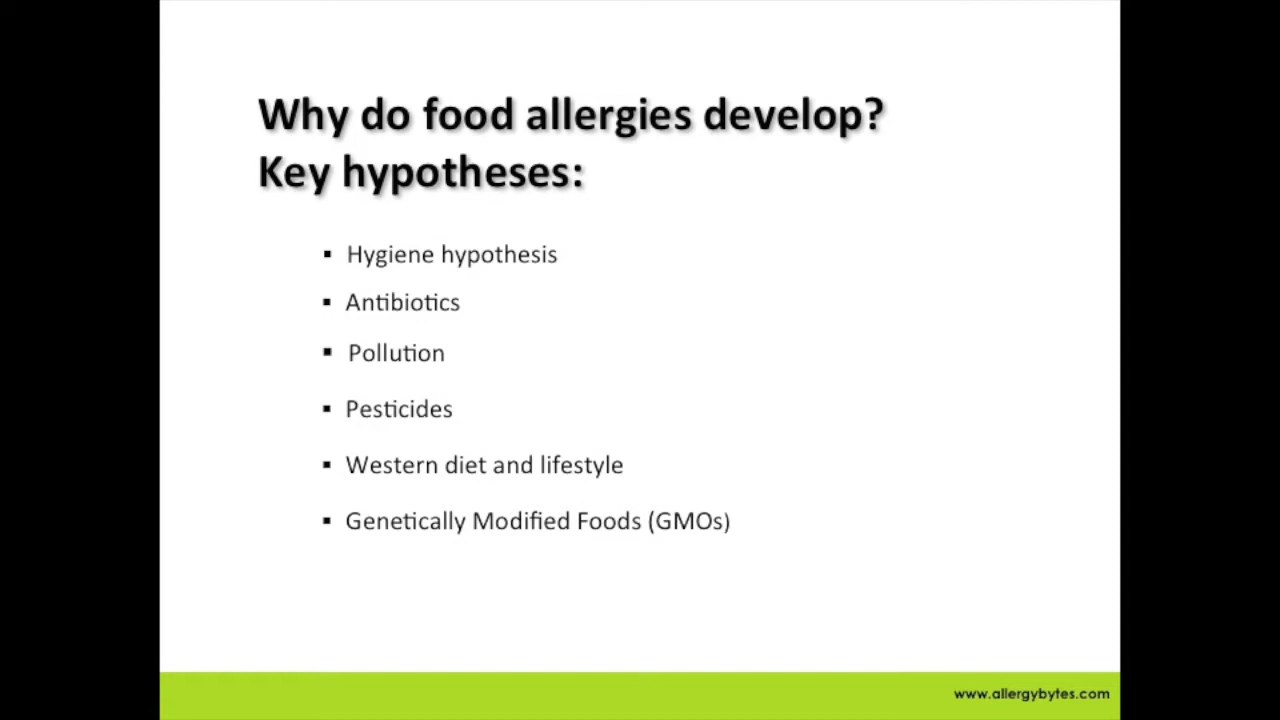 Why do food allergies develop?
Key hypotheses:
▪ Hygiene hypothesis
▪ Antibiotics
▪ Pollution
▪ Pesticides
▪ Western diet and lifestyle
▪ Genetically Modified Foods (GMOs)
www.allergybytes.com